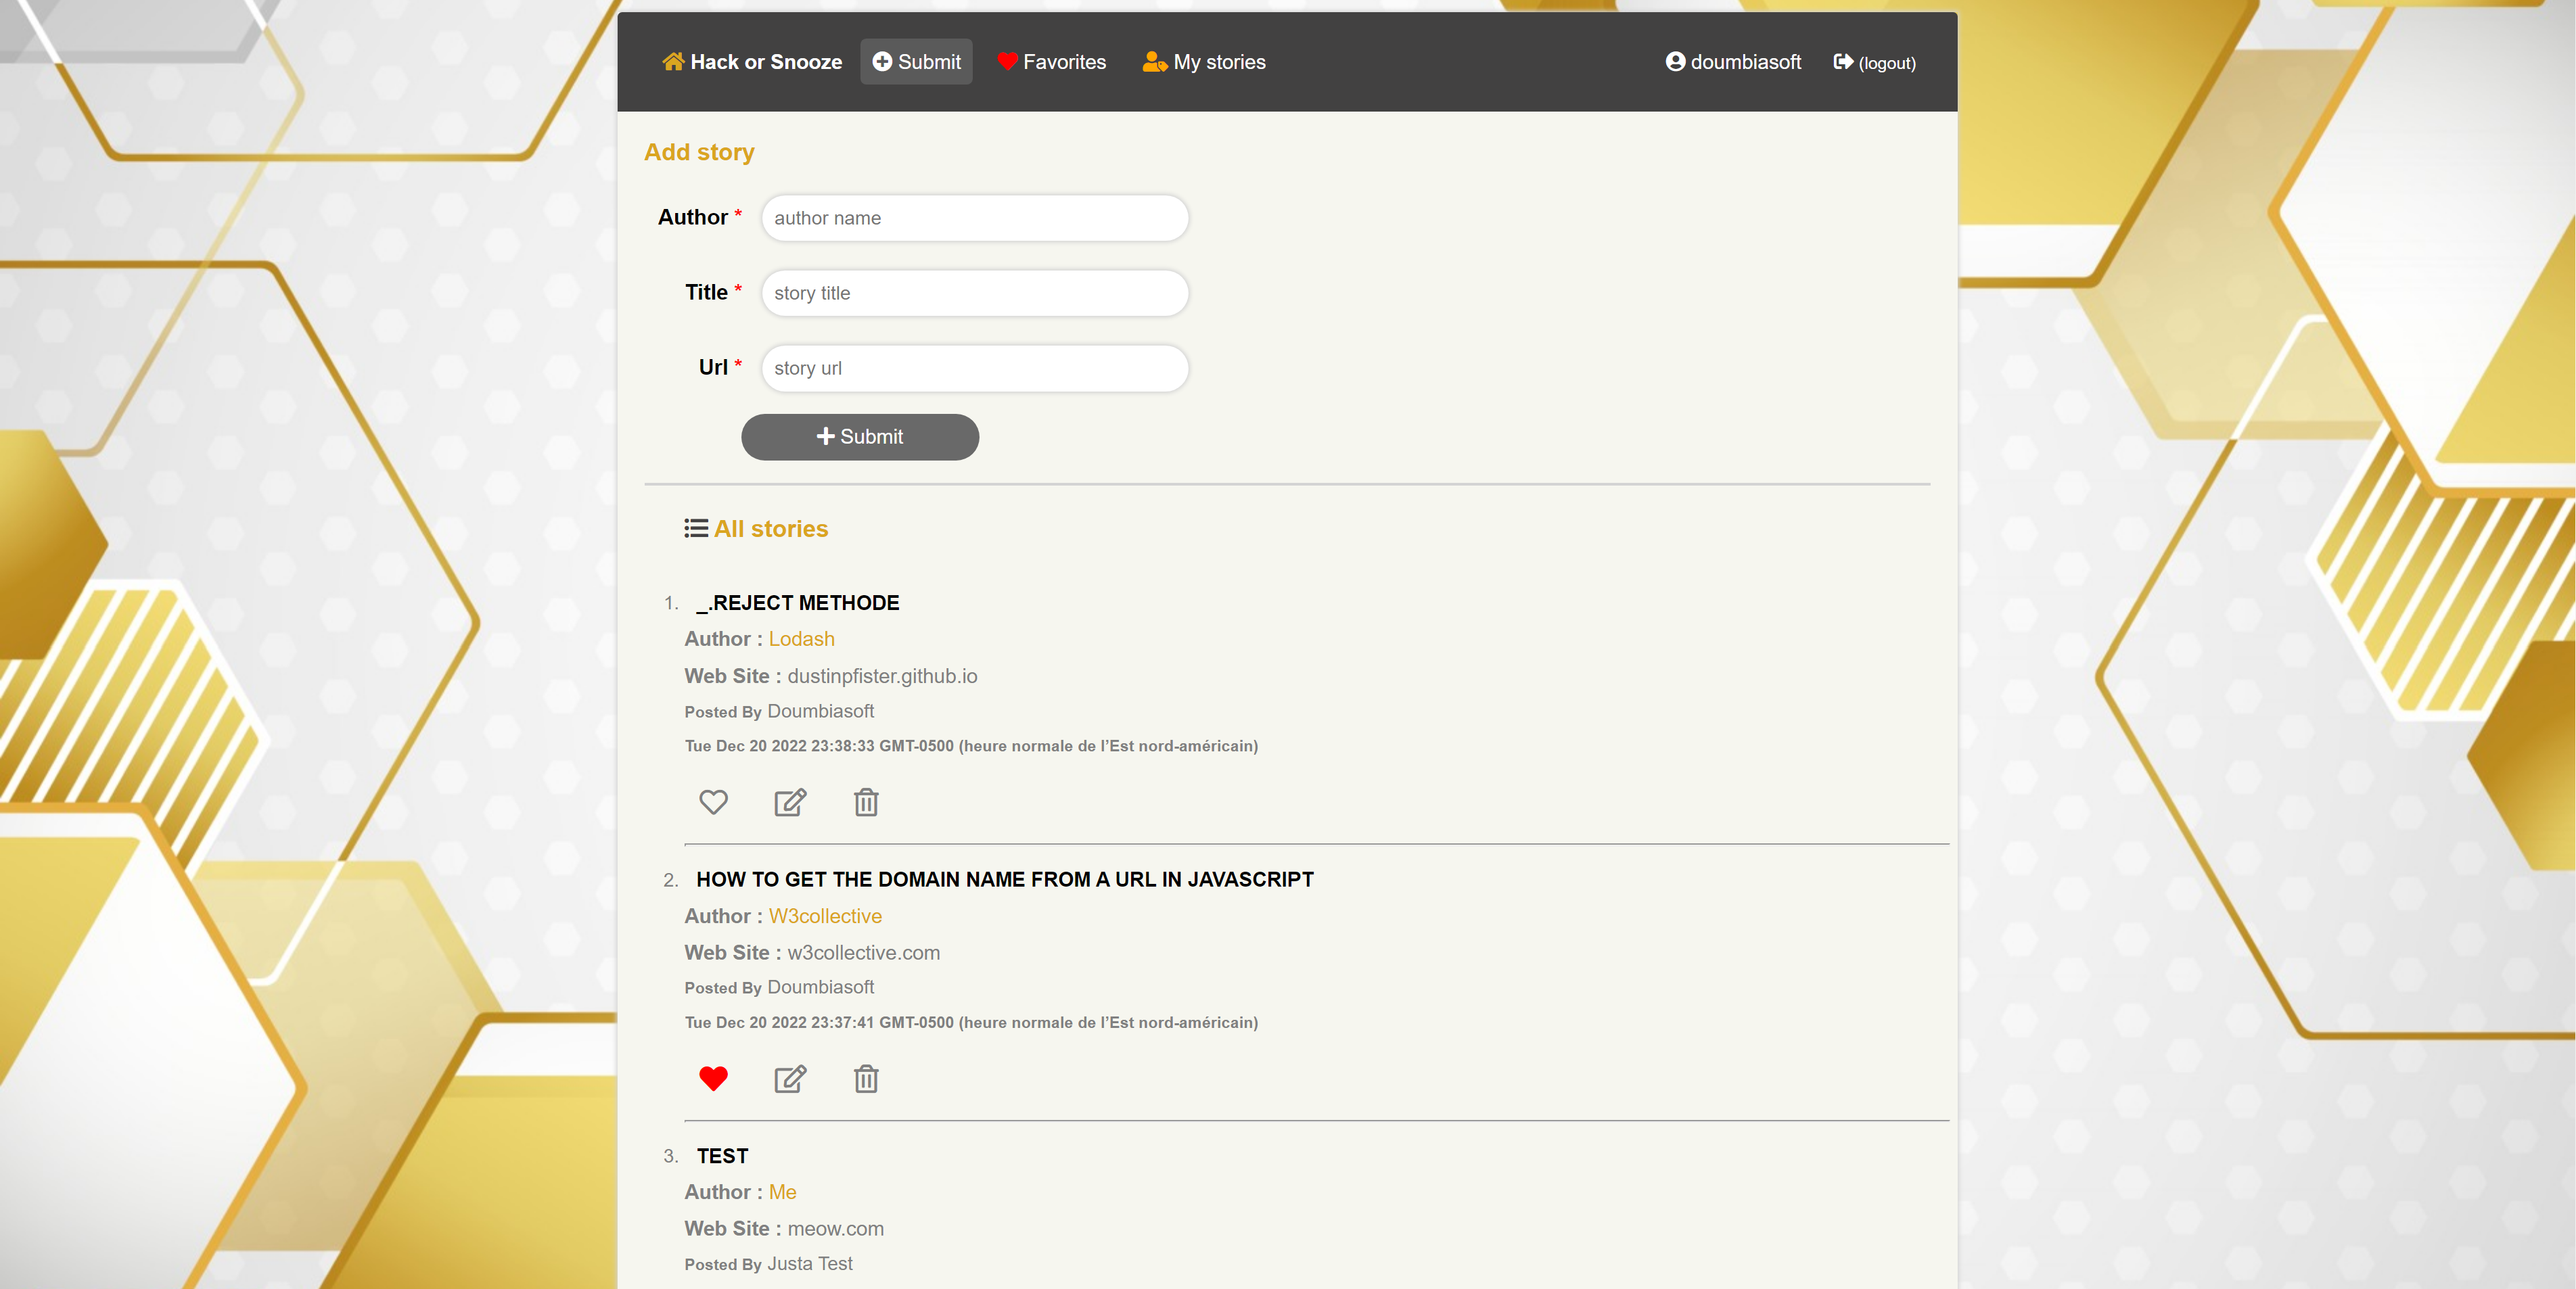 Hack or Snooze Submit Favorites My stories doumbiasoft (logout)
Add story
Author * author name
Title * story title
Url * story url
Submit
All stories
1. _.REJECT METHODE
Author : Lodash
Web Site : dustinpfister.github.io
Posted By Doumbiasoft
Tue Dec 20 2022 23:38:33 GMT-0500 (heure normale de l’Est nord-américain)
2. HOW TO GET THE DOMAIN NAME FROM A URL IN JAVASCRIPT
Author : W3collective
Web Site : w3collective.com
Posted By Doumbiasoft
Tue Dec 20 2022 23:37:41 GMT-0500 (heure normale de l’Est nord-américain)
3. TEST
Author : Me
Web Site : meow.com
Posted By Justa Test